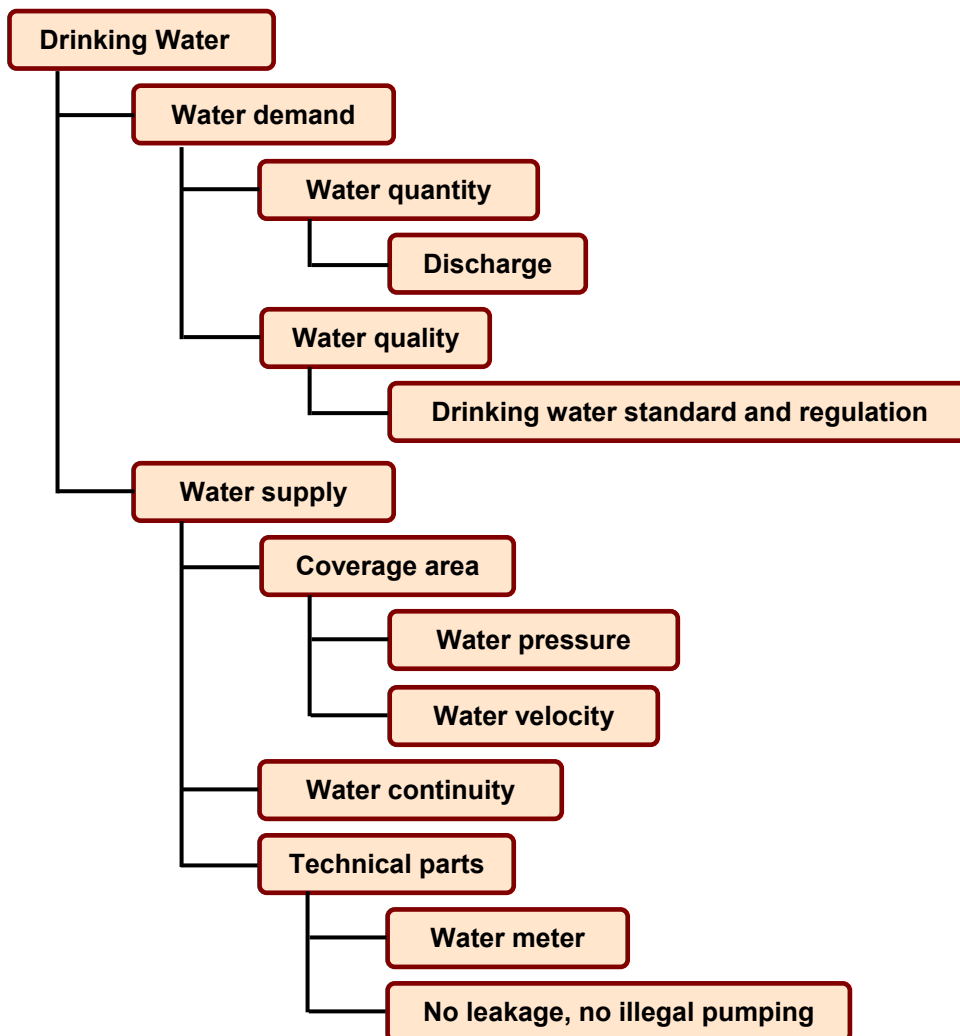 Drinking Water
Water demand
Water quantity
Discharge
Water quality
Drinking water standard and regulation
Water supply
Coverage area
Water pressure
Water velocity
Water continuity
Technical parts
Water meter
No leakage, no illegal pumping